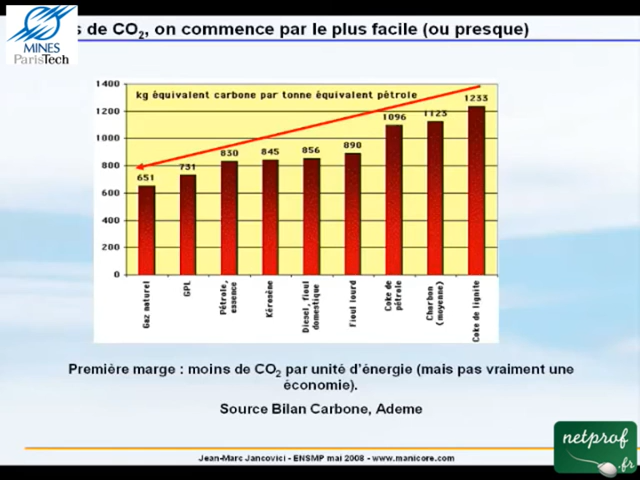 s de CO2, on commence par le plus facile (ou presque)
MINES
ParisTech
kg équivalent carbone par tonne équivalent pétrole
1400
1200
1000
800
600
400
200
0
651
731
830
845
856
890
1096
1123
1233
Gaz naturel
GPL
Pétrole,
essence
Kérosène
Diesel, fioul
domestique
Fioul lourd
Coke de
pétrole
Charbon
(moyenne)
Coke de lignite
Première marge : moins de CO2 par unité d'énergie (mais pas vraiment une
économie).
Source Bilan Carbone, Ademe
Jean-Marc Jancovici - ENSMP mai 2008 - www.manicore.com
netprof
.fr